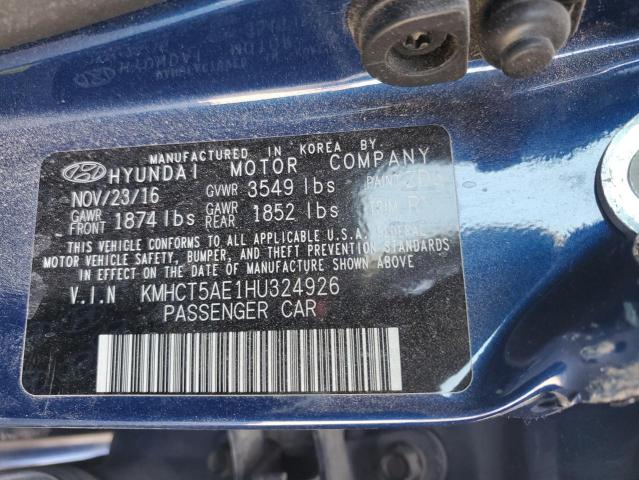 MANUFACTURED IN KOREA BY
HYUNDAI MOTOR COMPANY
NOV/23/16 GVWR 3549 lbs PAINT
GAWR FRONT 1874 lbs GAWR REAR 1852 lbs TRIM
THIS VEHICLE CONFORMS TO ALL APPLICABLE U.S.A. FEDERAL
MOTOR VEHICLE SAFETY, BUMPER, AND THEFT PREVENTION STANDARDS
IN EFFECT ON THE DATE OF MANUFACTURE SHOWN ABOVE
V.I.N KMHCT5AE1HU324926
PASSENGER CAR